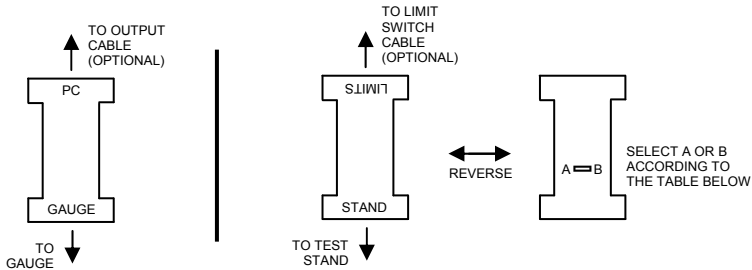 TO OUTPUT
CABLE
(OPTIONAL)
PC
GAUGE
TO
GAUGE
TO LIMIT
SWITCH
CABLE
(OPTIONAL)
LIMITS
STAND
TO TEST
STAND
REVERSE
A B
SELECT A OR B
ACCORDING TO
THE TABLE BELOW